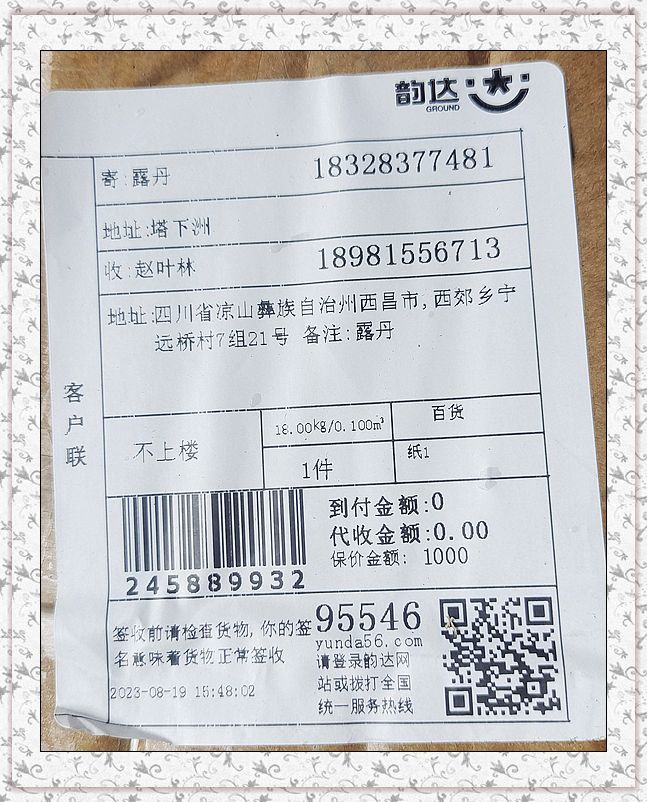 韵达
GROUND
寄:露丹 18328377481
地址:塔下洲
收:赵叶林 18981556713
地址:四川省凉山彝族自治州西昌市,西郊乡宁
远桥村7组21号 备注:露丹
客户联
不上楼
18.00kg/0.100m³
百货
1件
纸1
245889932
到付金额:0
代收金额:0.00
保价金额: 1000
签收前请检查货物,你的签
名意味着货物正常签收
2023-08-19 15:48:02
95546
yunda56.com
请登录韵达网
站或拨打全国
统一服务热线